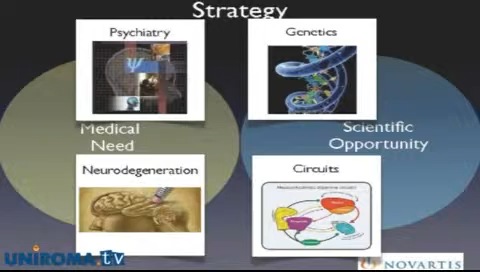 Strategy
Psychiatry
Genetics
Medical
Need
Scientific
Opportunity
Neurodegeneration
Circuits
UNIROMA.TV
NOVARTIS